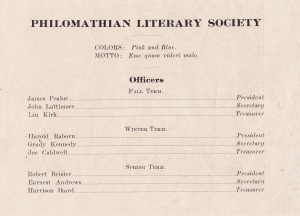 PHILOMATHIAN LITERARY SOCIETY
COLORS: Pink and Blue.
MOTTO: Esse quam videri malo.
Officers
FALL TERM.
James Pealor President
John Lattimore Secretary
Lin Kirk Treasurer
WINTER TERM.
Harold Raborn President
Grady Kennedy Secretary
Joe Caldwell Treasurer
SPRING TERM.
Robert Brister President
Earnest Andrews Secretary
Harrison Baird Treasurer